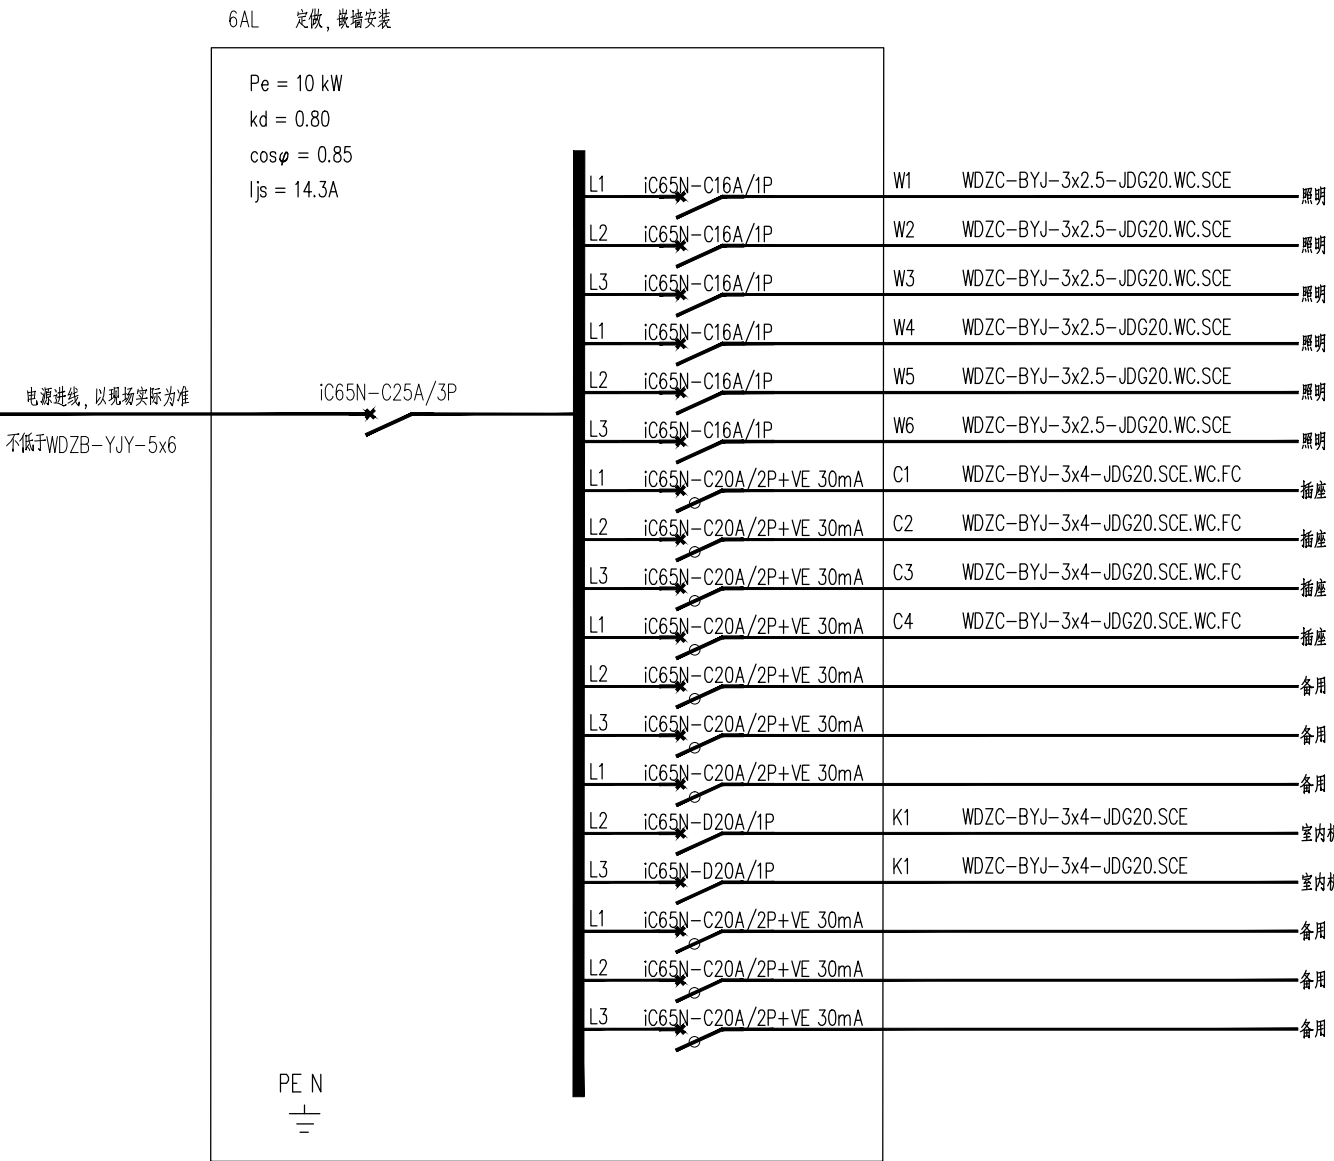 6AL 定做, 嵌墙安装
Pe = 10 kW
kd = 0.80
cosφ = 0.85
Ijs = 14.3A
电源进线, 以现场实际为准
不低于WDZB-YJY-5x6
iC65N-C25A/3P
L1 iC65N-C16A/1P W1 WDZC-BYJ-3x2.5-JDG20.WC.SCE 照明
L2 iC65N-C16A/1P W2 WDZC-BYJ-3x2.5-JDG20.WC.SCE 照明
L3 iC65N-C16A/1P W3 WDZC-BYJ-3x2.5-JDG20.WC.SCE 照明
L1 iC65N-C16A/1P W4 WDZC-BYJ-3x2.5-JDG20.WC.SCE 照明
L2 iC65N-C16A/1P W5 WDZC-BYJ-3x2.5-JDG20.WC.SCE 照明
L3 iC65N-C16A/1P W6 WDZC-BYJ-3x2.5-JDG20.WC.SCE 照明
L1 iC65N-C20A/2P+VE 30mA C1 WDZC-BYJ-3x4-JDG20.SCE.WC.FC 插座
L2 iC65N-C20A/2P+VE 30mA C2 WDZC-BYJ-3x4-JDG20.SCE.WC.FC 插座
L3 iC65N-C20A/2P+VE 30mA C3 WDZC-BYJ-3x4-JDG20.SCE.WC.FC 插座
L1 iC65N-C20A/2P+VE 30mA C4 WDZC-BYJ-3x4-JDG20.SCE.WC.FC 插座
L2 iC65N-C20A/2P+VE 30mA 备用
L3 iC65N-C20A/2P+VE 30mA 备用
L1 iC65N-C20A/2P+VE 30mA 备用
L2 iC65N-D20A/1P K1 WDZC-BYJ-3x4-JDG20.SCE 室内机
L3 iC65N-D20A/1P K1 WDZC-BYJ-3x4-JDG20.SCE 室内机
L1 iC65N-C20A/2P+VE 30mA 备用
L2 iC65N-C20A/2P+VE 30mA 备用
L3 iC65N-C20A/2P+VE 30mA 备用
PE N